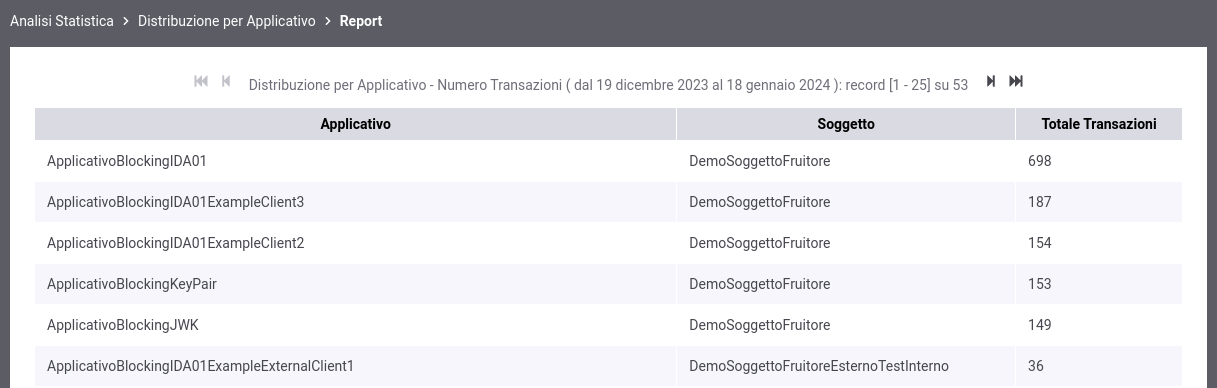 Analisi Statistica > Distribuzione per Applicativo > Report
Distribuzione per Applicativo - Numero Transazioni ( dal 19 dicembre 2023 al 18 gennaio 2024 ): record [1 - 25] su 53
Applicativo Soggetto Totale Transazioni
ApplicativoBlockingIDA01 DemoSoggettoFruitore 698
ApplicativoBlockingIDA01ExampleClient3 DemoSoggettoFruitore 187
ApplicativoBlockingIDA01ExampleClient2 DemoSoggettoFruitore 154
ApplicativoBlockingKeyPair DemoSoggettoFruitore 153
ApplicativoBlockingJWK DemoSoggettoFruitore 149
ApplicativoBlockingIDA01ExampleExternalClient1 DemoSoggettoFruitoreEsternoTestInterno 36